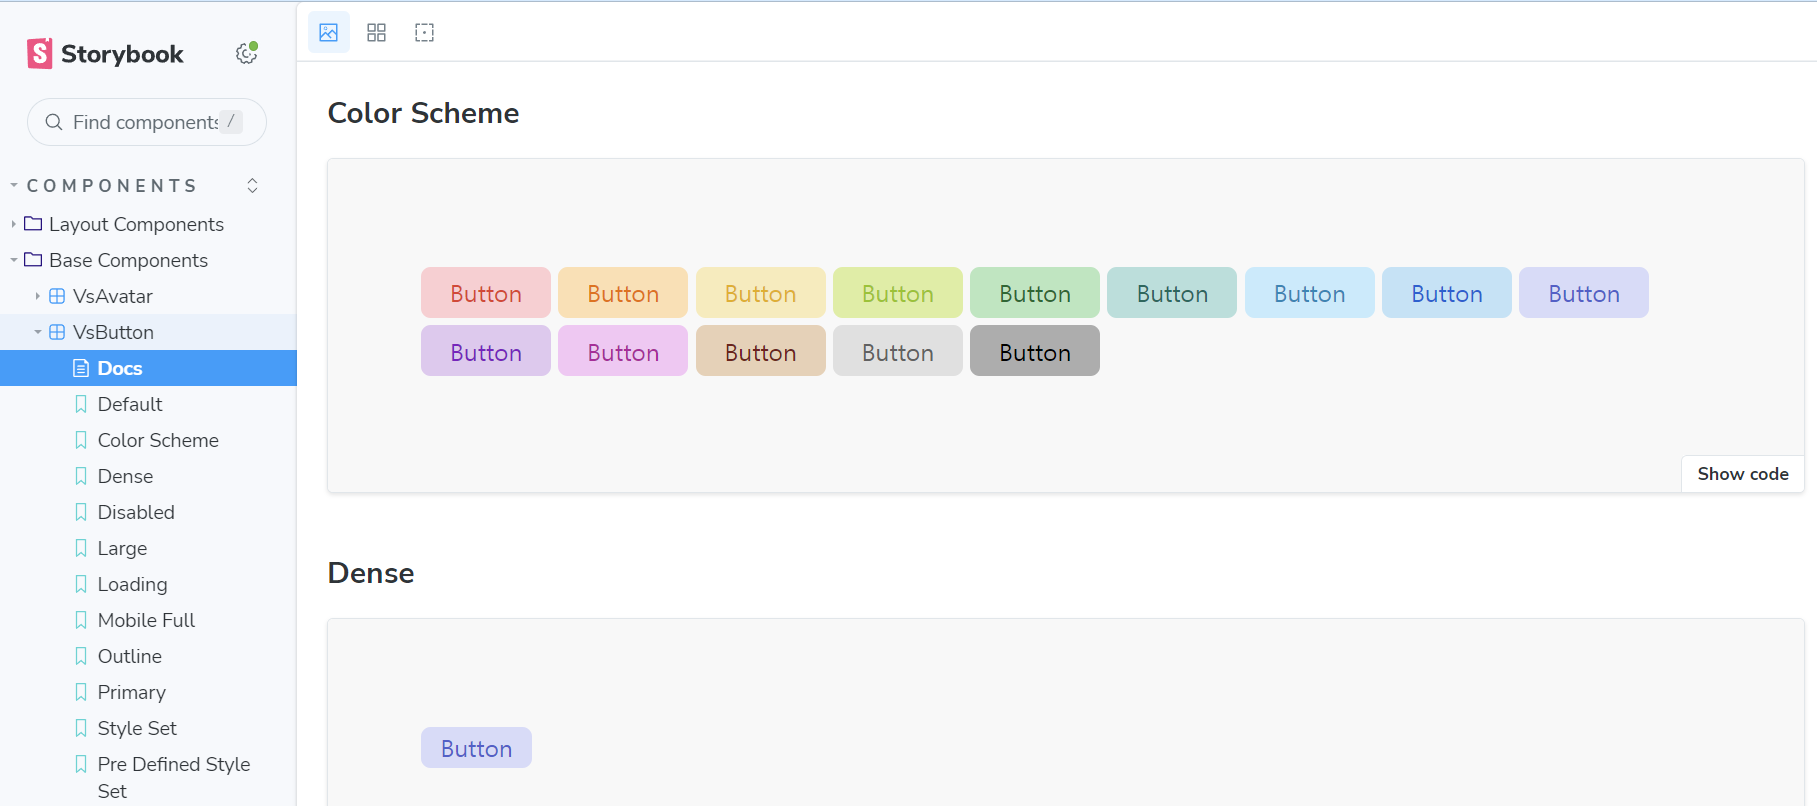 Storybook
Find components /
COMPONENTS
Layout Components
Base Components
VsAvatar
VsButton
Docs
Default
Color Scheme
Dense
Disabled
Large
Loading
Mobile Full
Outline
Primary
Style Set
Pre Defined Style
Set
Color Scheme
Button Button Button Button Button Button Button Button Button
Button Button Button Button Button
Show code
Dense
Button